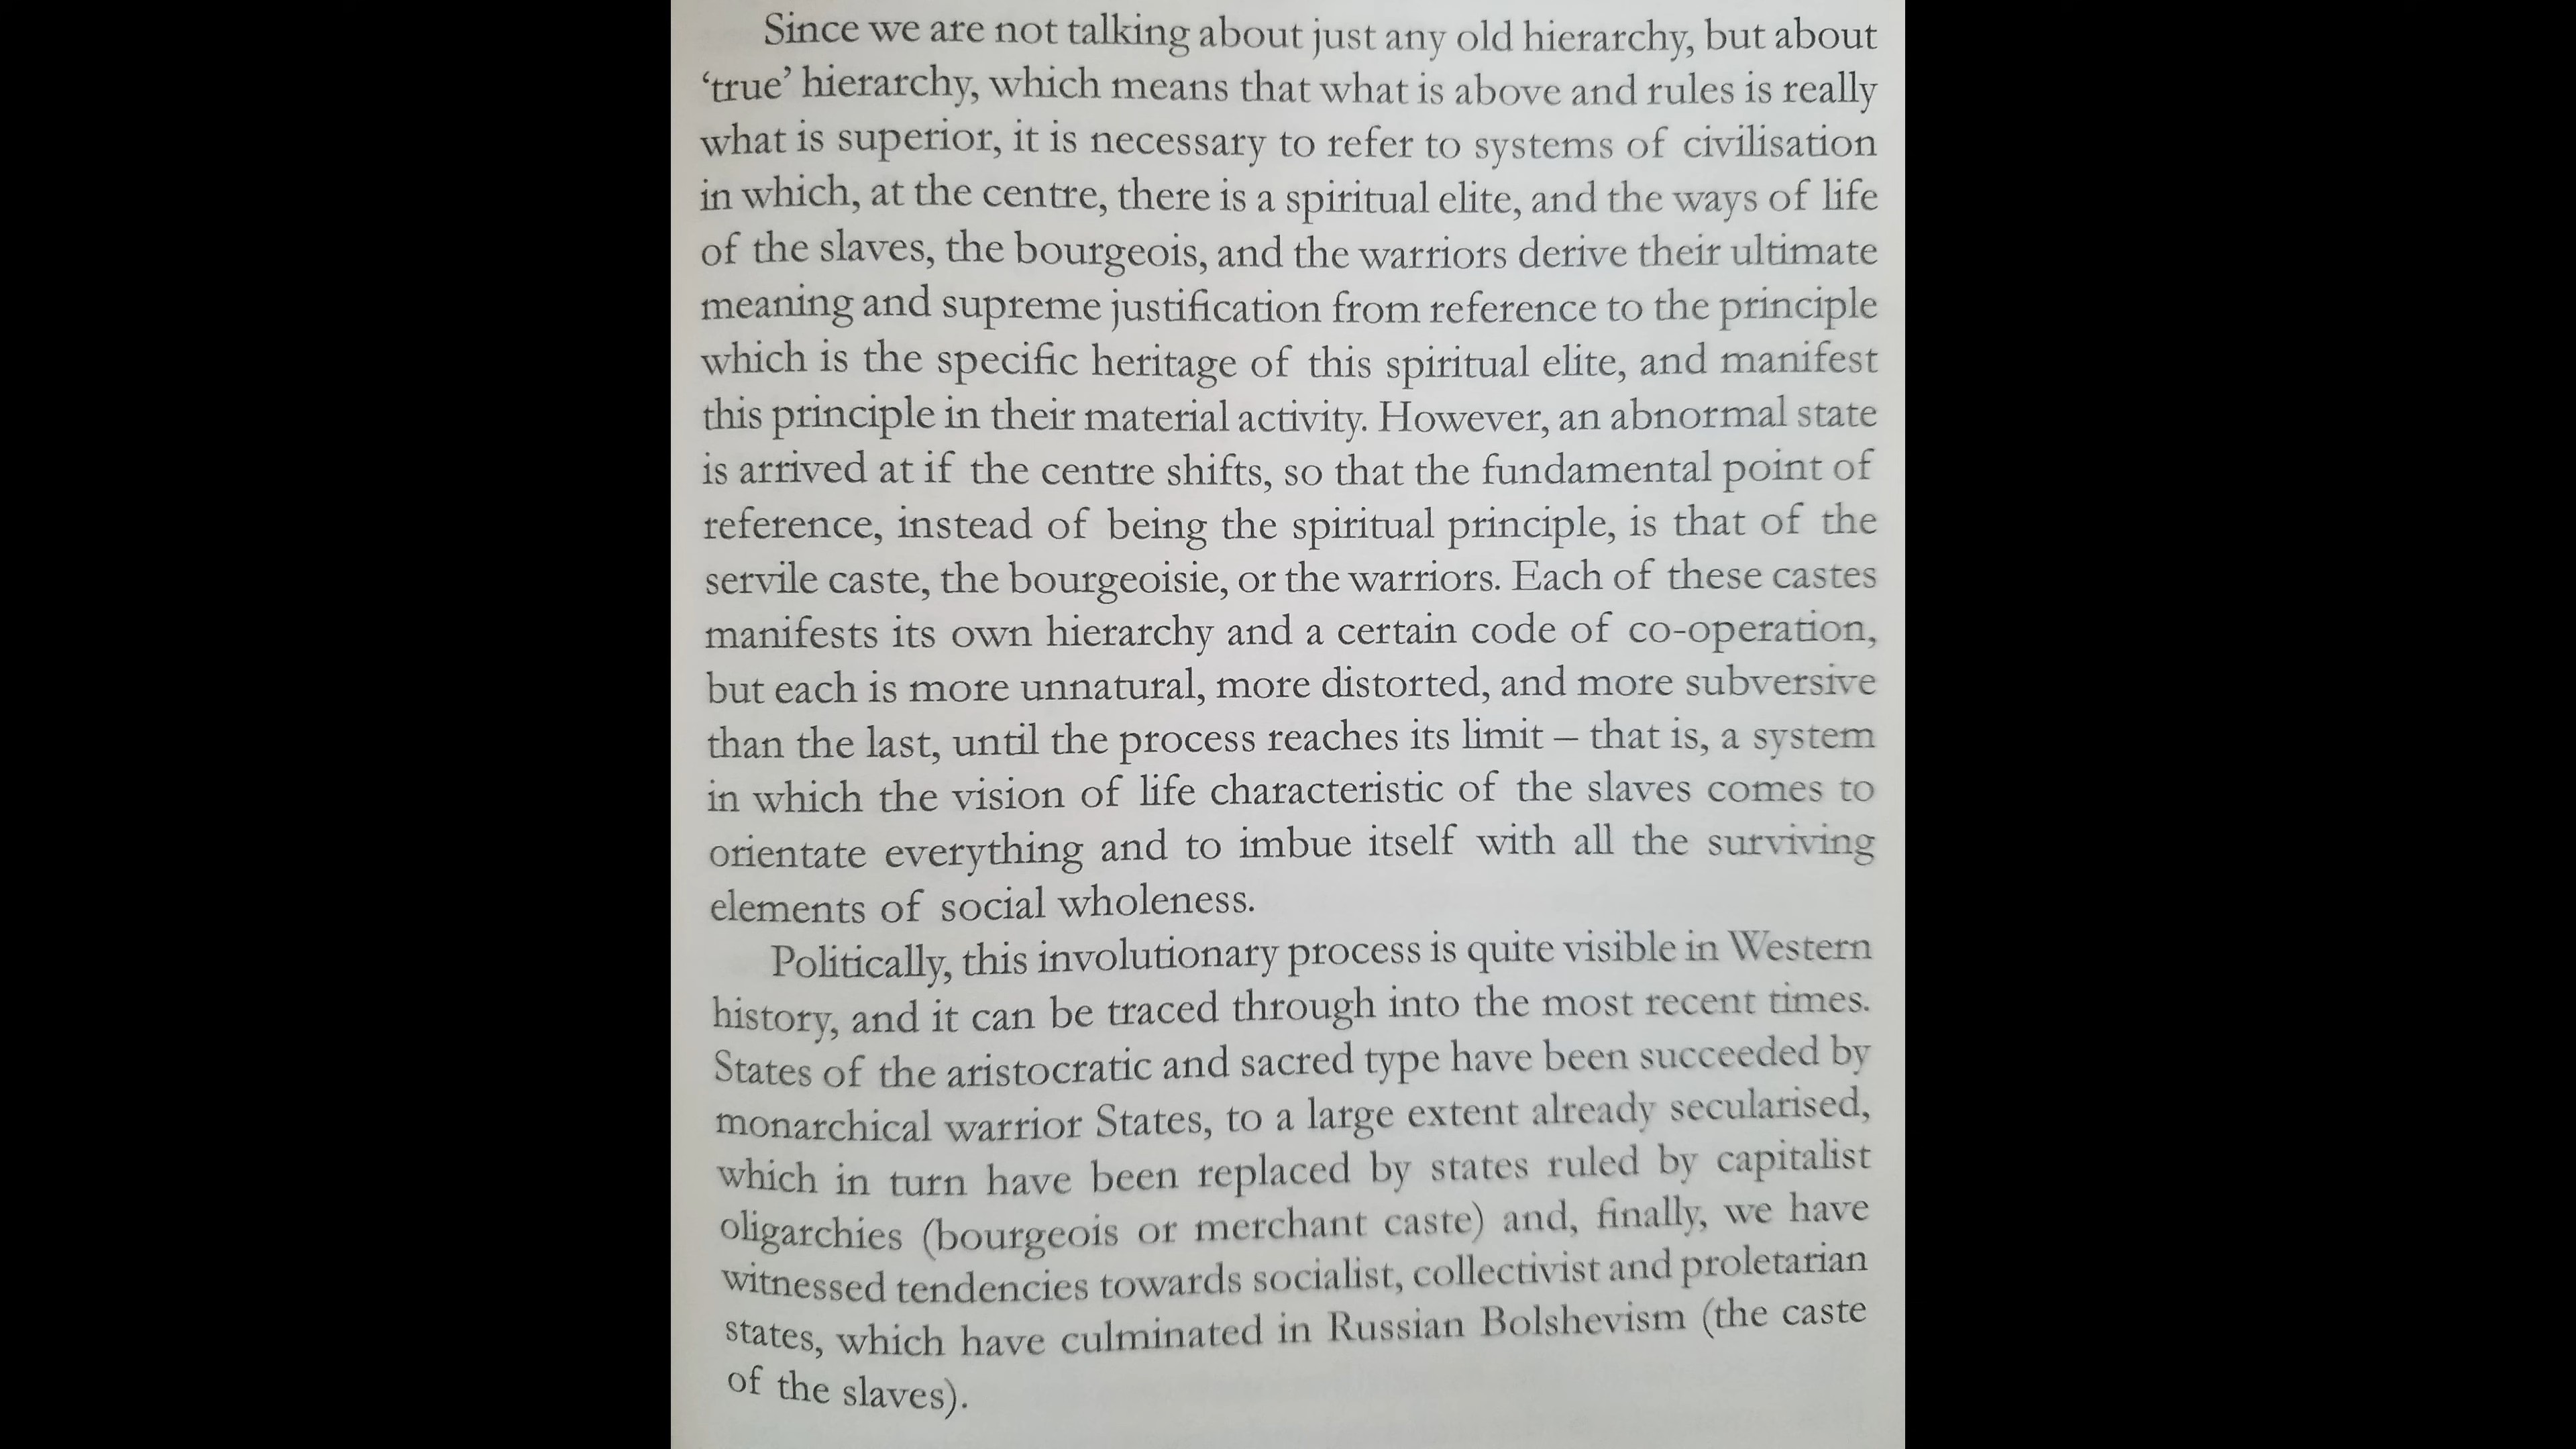 Since we are not talking about just any old hierarchy, but about
‘true’ hierarchy, which means that what is above and rules is really
what is superior, it is necessary to refer to systems of civilisation
in which, at the centre, there is a spiritual elite, and the ways of life
of the slaves, the bourgeois, and the warriors derive their ultimate
meaning and supreme justification from reference to the principle
which is the specific heritage of this spiritual elite, and manifest
this principle in their material activity. However, an abnormal state
is arrived at if the centre shifts, so that the fundamental point of
reference, instead of being the spiritual principle, is that of the
servile caste, the bourgeoisie, or the warriors. Each of these castes
manifests its own hierarchy and a certain code of co-operation,
but each is more unnatural, more distorted, and more subversive
than the last, until the process reaches its limit – that is, a system
in which the vision of life characteristic of the slaves comes to
orientate everything and to imbue itself with all the surviving
elements of social wholeness.
Politically, this involutionary process is quite visible in Western
history, and it can be traced through into the most recent times.
States of the aristocratic and sacred type have been succeeded by
monarchical warrior States, to a large extent already secularised,
which in turn have been replaced by states ruled by capitalist
oligarchies (bourgeois or merchant caste) and, finally, we have
witnessed tendencies towards socialist, collectivist and proletarian
states, which have culminated in Russian Bolshevism (the caste
of the slaves).